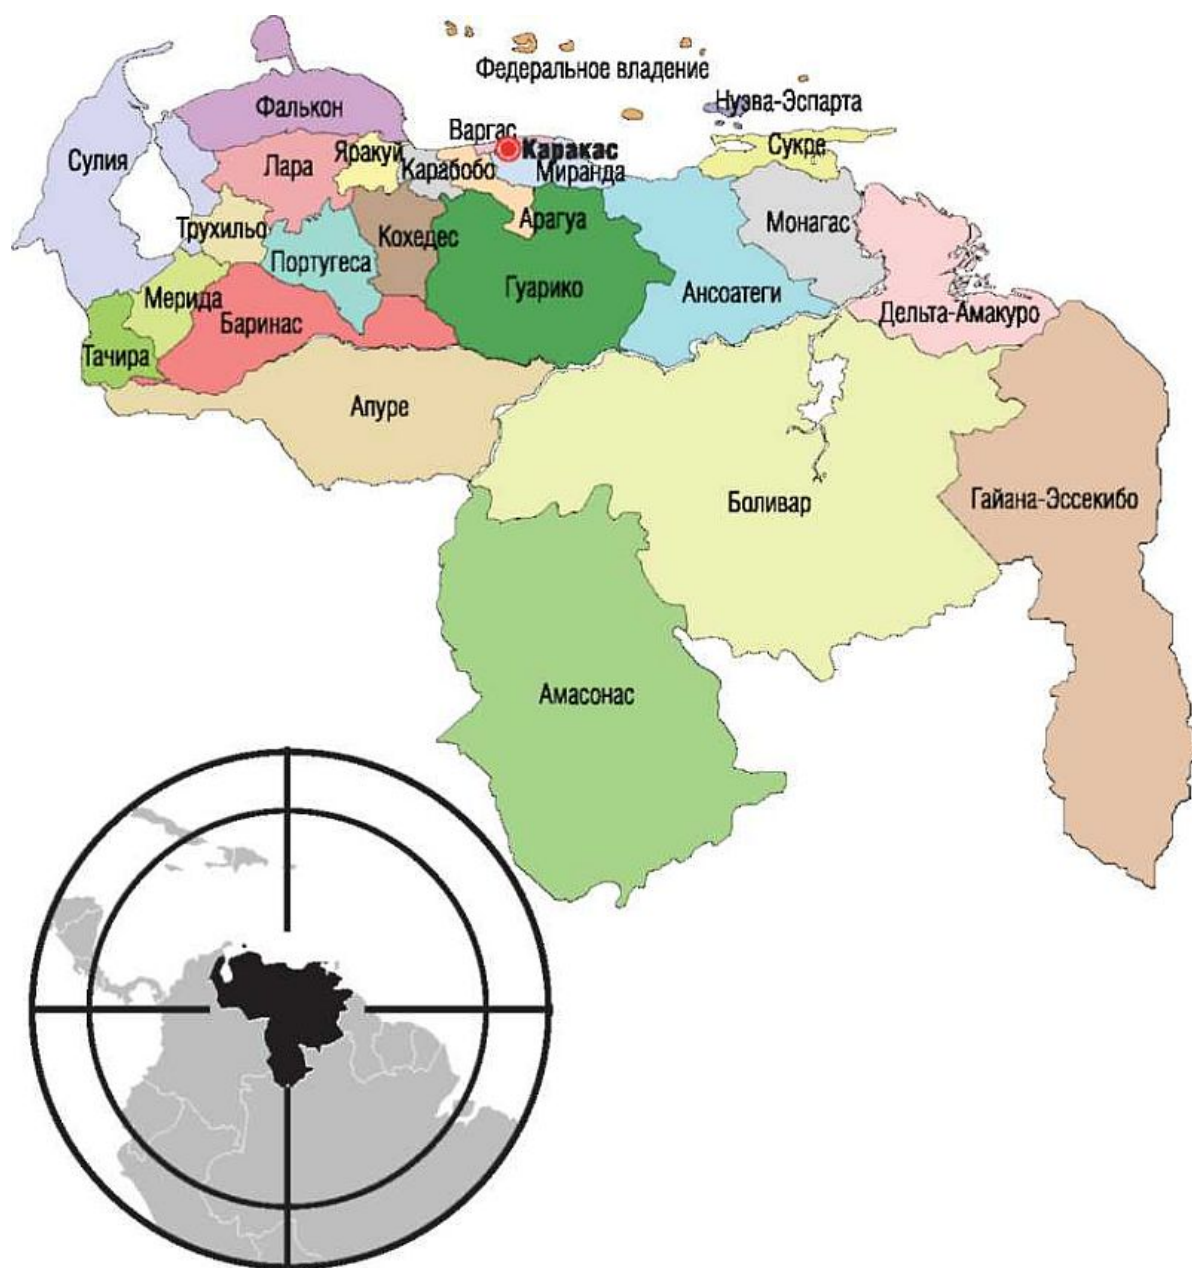 Федеральное владение
Фалькон
Нуэва-Эспарта
Варгас
Каракас
Сукре
Сулия
Лара
Яракуй
Карабобо
Миранда
Трухильо
Кохедес
Арагуа
Монагас
Португеса
Гуарико
Ансоатеги
Мерида
Баринас
Дельта-Амакуро
Тачира
Апуре
Боливар
Гайана-Эссекибо
Амасонас